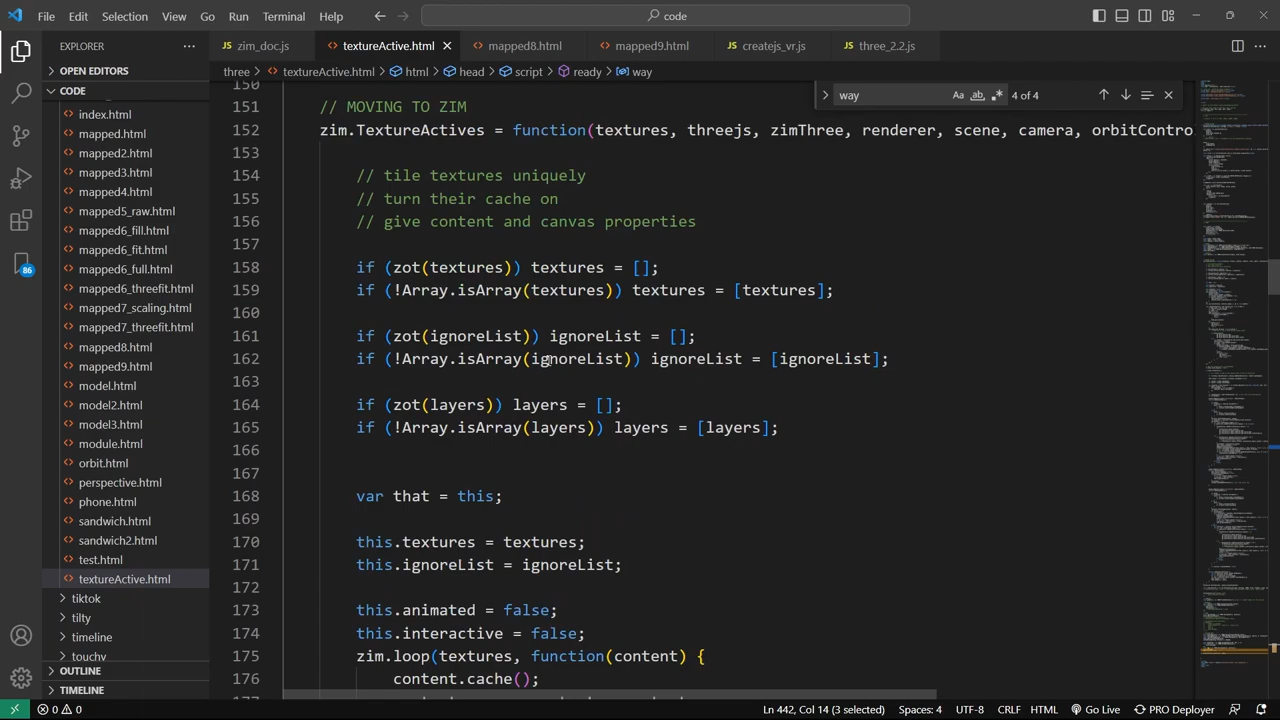 File Edit Selection View Go Run Terminal Help
code
EXPLORER
zim_doc.js textureActive.html mapped8.html mapped9.html createjs_vr.js three_2.2.js
OPEN EDITORS
three > textureActive.html > html > head > script > ready > way
CODE
way Aa ab 4 of 4
index.html
mapped.html
mapped2.html
mapped3.html
mapped4.html
mapped5_raw.html
mapped6_fill.html
mapped6_fit.html
mapped6_full.html
mapped6_threefit.html
mapped7_scaling.html
mapped7_threefit.html
mapped8.html
mapped9.html
model.html
model2.html
model3.html
module.html
orbit.html
perspective.html
phone.html
sandwich.html
sandwich2.html
test.html
textureActive.html
tiktok
tilty
timeline
touchy
OUTLINE
TIMELINE
86
150
151 // MOVING TO ZIM
152 zim.TextureActives = function(textures, threejs, camera, orbitContro
153
154 // tile textures uniquely
155 // turn their cache on
156 // give content and canvas properties
157
158 if (zot(textures)) textures = [];
159 if (!Array.isArray(textures)) textures = [textures];
160
161 if (zot(ignoreList)) ignoreList = [];
162 if (!Array.isArray(ignoreList)) ignoreList = [ignoreList];
163
164 if (zot(layers)) layers = [];
165 if (!Array.isArray(layers)) layers = [layers];
166
167
168 var that = this;
169
170 this.textures = textures;
171 this.ignoreList = ignoreList;
172
173 this.animated = false;
174 this.interactive = false;
175 zim.loop(textures, function(content) {
176 content.cache();
177
0 0 Ln 442, Col 14 (3 selected) Spaces: 4 UTF-8 CRLF HTML Go Live PRO Deployer